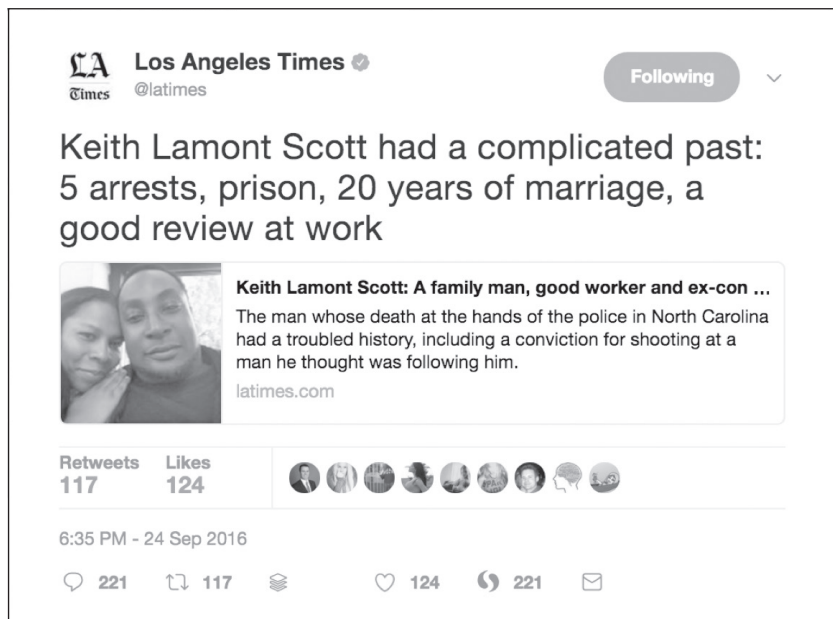 LA
Times
Los Angeles Times
@latimes
Following
Keith Lamont Scott had a complicated past:
5 arrests, prison, 20 years of marriage, a
good review at work
Keith Lamont Scott: A family man, good worker and ex-con ...
The man whose death at the hands of the police in North Carolina
had a troubled history, including a conviction for shooting at a
man he thought was following him.
latimes.com
Retweets Likes
117 124
6:35 PM - 24 Sep 2016
221 117 124 221